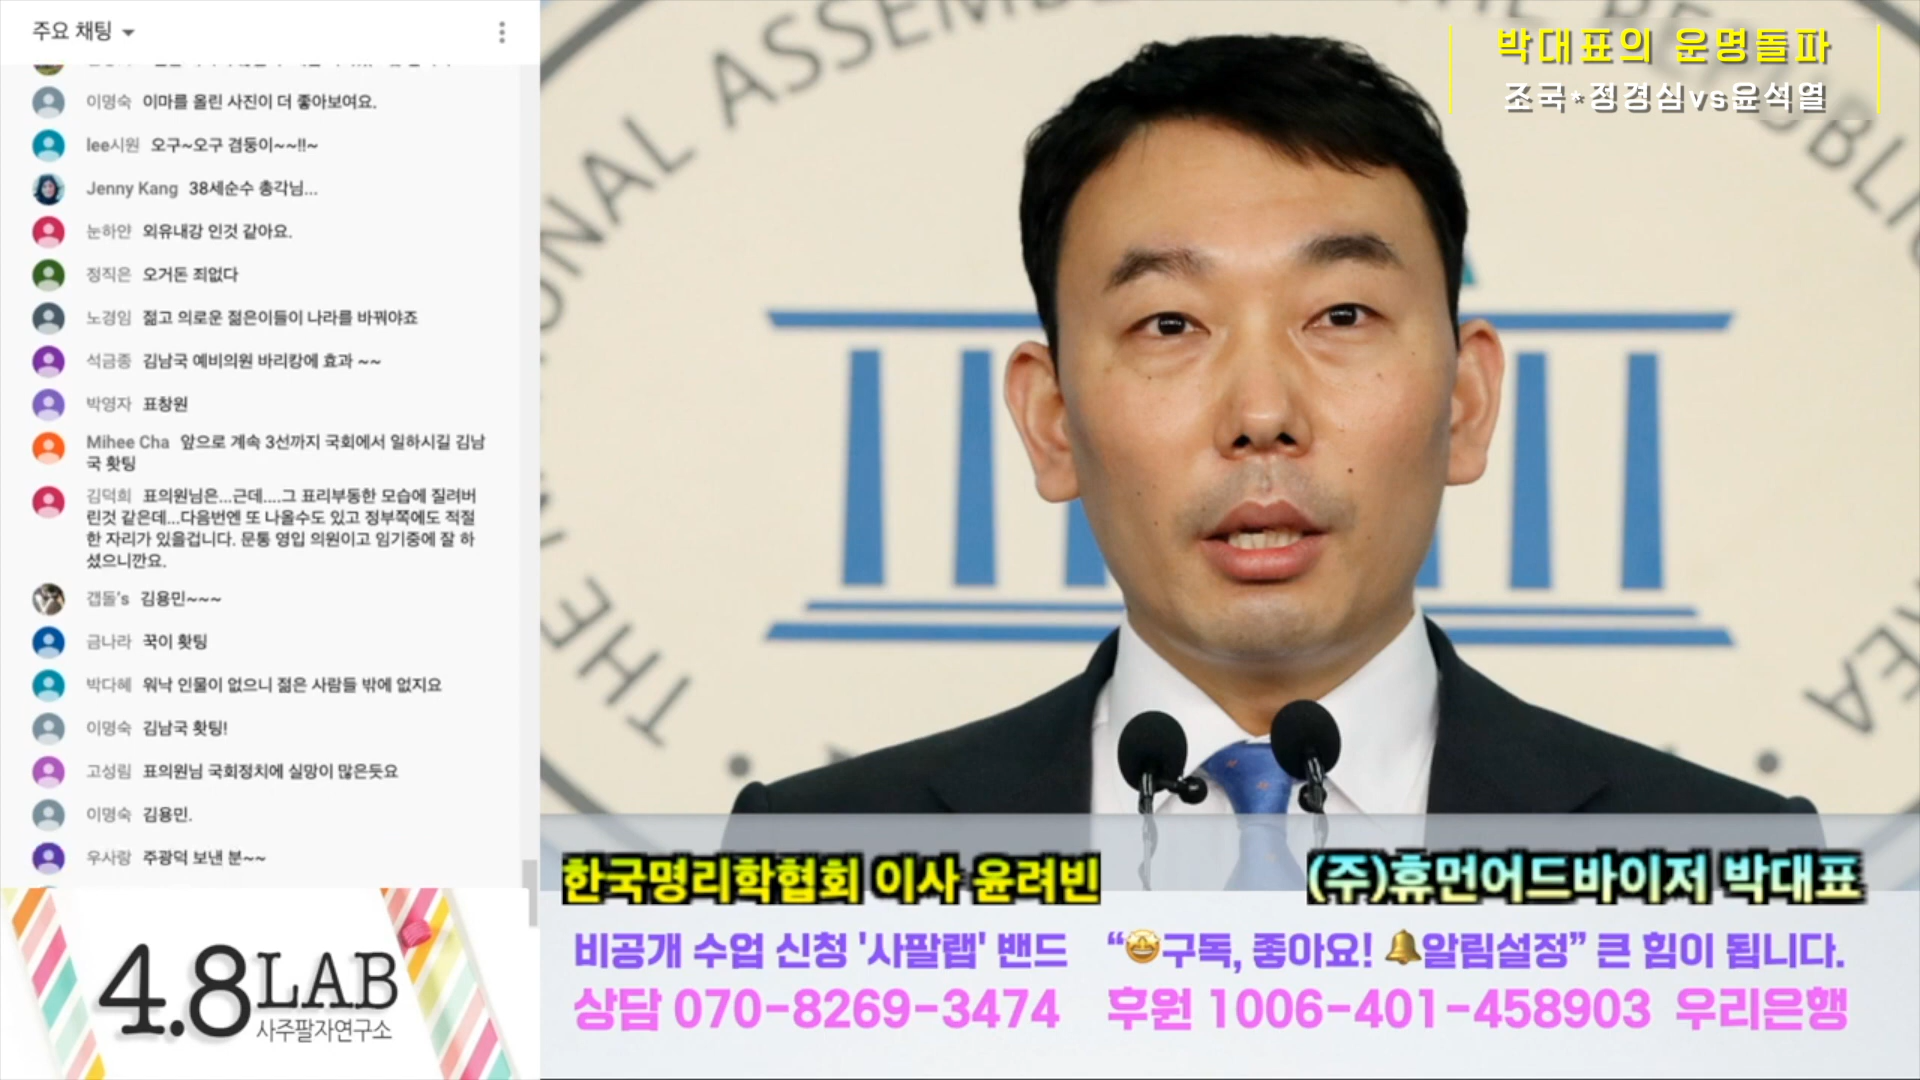 주요 채팅
이명숙 이마를 올린 사진이 더 좋아보여요.
lee시원 오구~오구 겸둥이~~!!~
Jenny Kang 38세순수 총각님...
눈하얀 외유내강 인것 같아요.
정직은 오거돈 죄없다
노경임 젊고 의로운 젊은이들이 나라를 바꿔야죠
석금종 김남국 예비의원 바리캉에 효과 ~~
박영자 표창원
Mihee Cha 앞으로 계속 3선까지 국회에서 일하시길 김남
국 홧팅
김덕희 표의원님은...근데....그 표리부동한 모습에 질려버
린것 같은데...다음번엔 또 나올수도 있고 정부쪽에도 적절
한 자리가 있을겁니다. 문통 영입 의원이고 임기중에 잘 하
셨으니깐요.
갭돌's 김용민~~~
금나라 꾹이 홧팅
박다혜 워낙 인물이 없으니 젊은 사람들 밖에 없지요
이명숙 김남국 홧팅!
고성림 표의원님 국회정치에 실망이 많은듯요
이명숙 김용민.
우사랑 주광덕 보낸 분~~
4.8LAB
사주팔자연구소
박대표의 운명돌파
조국*정경심vs윤석열
NATIONAL ASSEMBLY
THE
한국명리학협회 이사 윤려빈
(주)휴먼어드바이저 박대표
비공개 수업 신청 '사팔랩' 밴드
“🤩구독, 좋아요! 🔔알림설정” 큰 힘이 됩니다.
상담 070-8269-3474
후원 1006-401-458903 우리은행